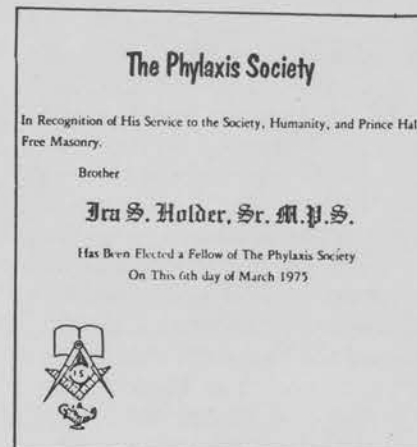 The Phylaxis Society
In Recognition of His Service to the Society, Humanity, and Prince Hal
Free Masonry.
Brother
Ira S. Holder, Sr. M.P.S.
Has Been Elected a Fellow of The Phylaxis Society
On This 6th day of March 1975